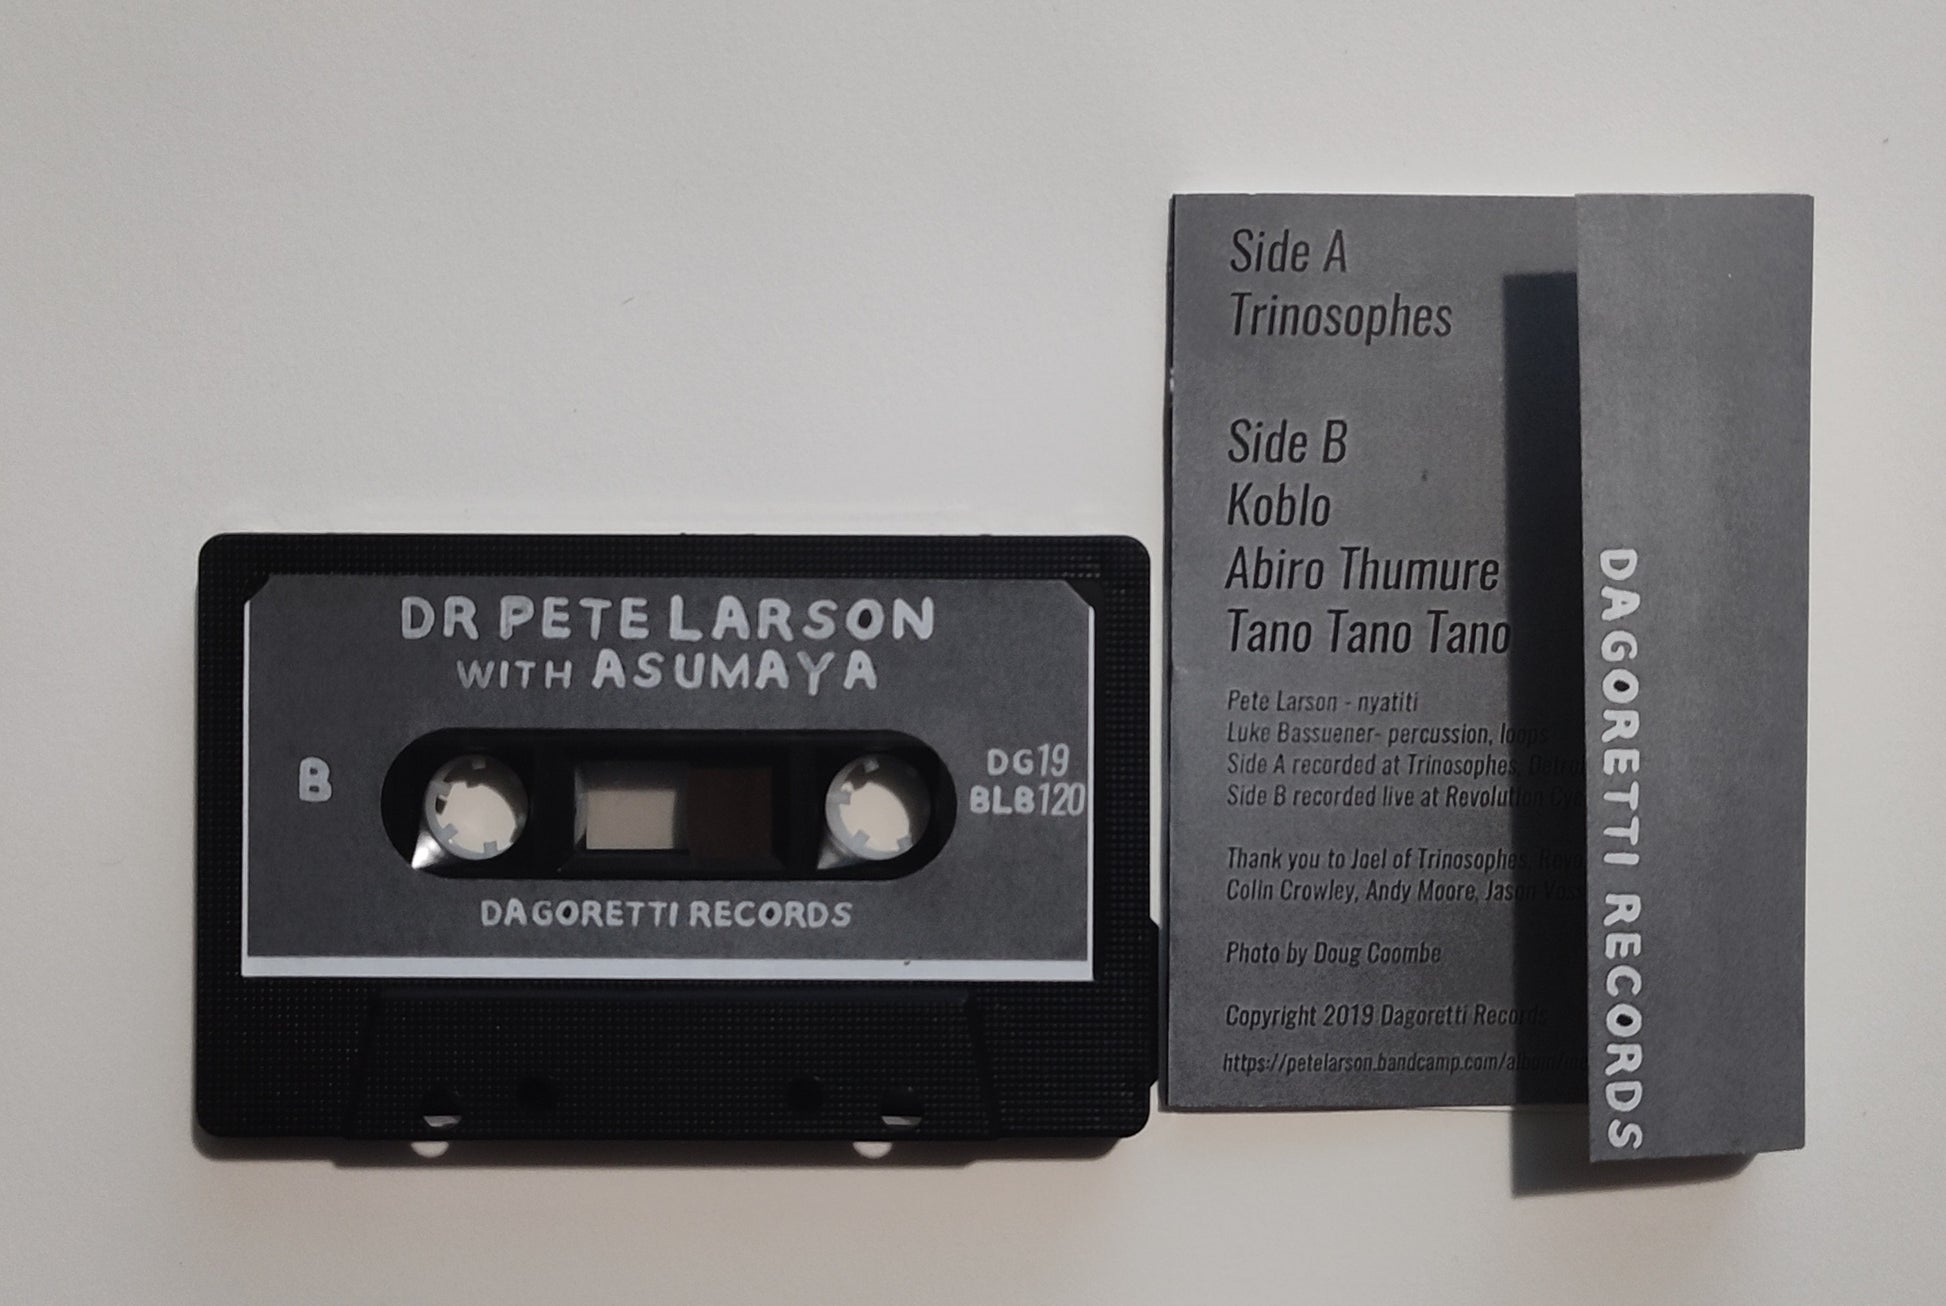 DR PETE LARSON
WITH ASUMAYA
B
DG19
BLB120
DAGORETTI RECORDS
Side A
Trinosophes
Side B
Koblo
Abiro Thumure
Tano Tano Tano
Pete Larson - nyatiti
Luke Bassuener- percussion, loops
Side A recorded at Trinosophes, Detroit
Side B recorded live at Revolution
Thank you to Joel of Trinosophes,
Colin Crowley, Andy Moore, Jason Voss
Photo by Doug Coombe
Copyright 2019 Dagoretti Records
https://petelarson.bandcamp.com/album/
DAGORETTI RECORDS